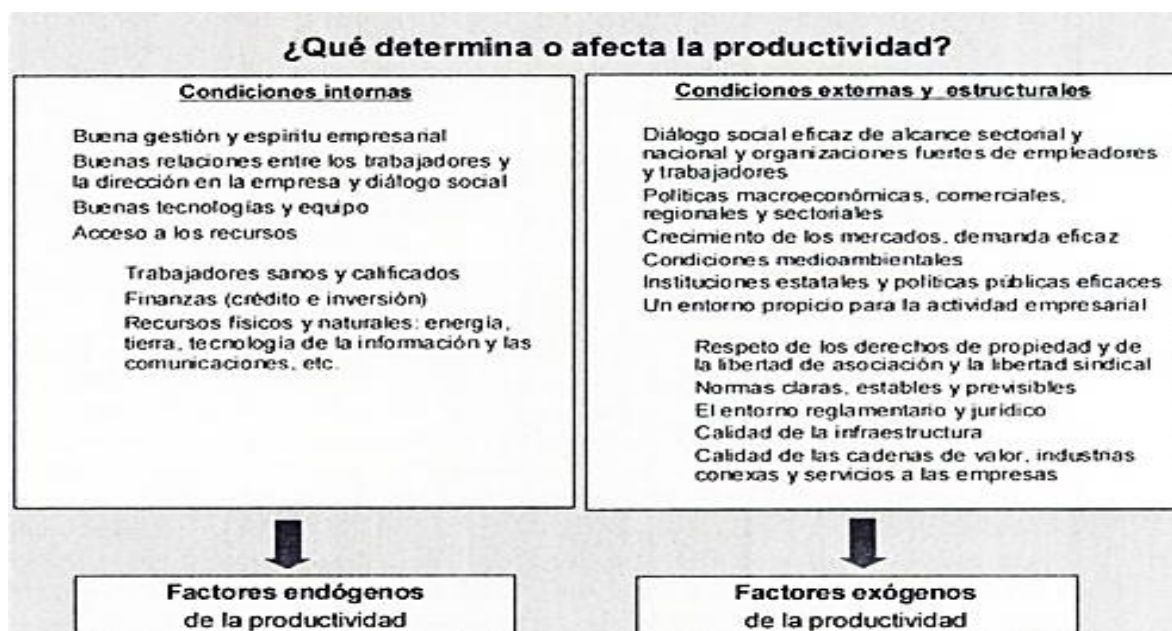 ¿Qué determina o afecta la productividad?
Condiciones internas
Buena gestión y espíritu empresarial
Buenas relaciones entre los trabajadores y
la dirección en la empresa y diálogo social
Buenas tecnologías y equipo
Acceso a los recursos
Trabajadores sanos y calificados
Finanzas (crédito e inversión)
Recursos físicos y naturales: energía,
tierra, tecnología de la información y las
comunicaciones, etc.
Factores endógenos
de la productividad
Condiciones externas y estructurales
Diálogo social eficaz de alcance sectorial y
nacional y organizaciones fuertes de empleadores
y trabajadores
Políticas macroeconómicas, comerciales,
regionales y sectoriales
Crecimiento de los mercados, demanda eficaz
Condiciones medioambientales
Instituciones estatales y políticas públicas eficaces
Un entorno propicio para la actividad empresarial
Respeto de los derechos de propiedad y de
la libertad de asociación y la libertad sindical
Normas claras, estables y previsibles
El entorno reglamentario y jurídico
Calidad de la infraestructura
Calidad de las cadenas de valor, industrias
conexas y servicios a las empresas
Factores exógenos
de la productividad